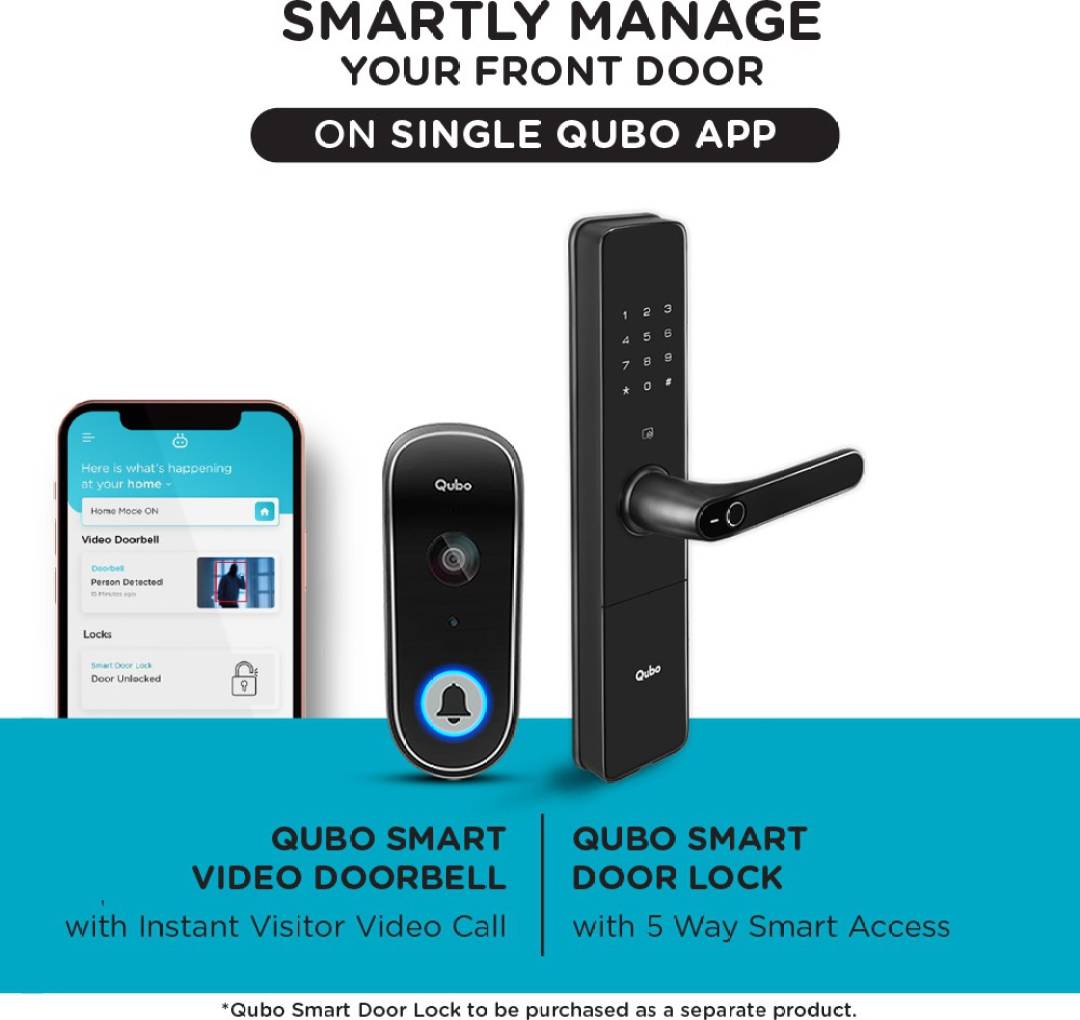 SMARTLY MANAGE
YOUR FRONT DOOR
ON SINGLE QUBO APP
1 2 3
4 5 6
7 8 9
* 0 #
Here is what's happening
at your home
Home Mode ON
Video Doorbell
Doorbell
Person Detected
15 Minutes ago
Locks
Smart Door Lock
Door Unlocked
Qubo
Qubo
QUBO SMART
VIDEO DOORBELL
with Instant Visitor Video Call
QUBO SMART
DOOR LOCK
with 5 Way Smart Access
*Qubo Smart Door Lock to be purchased as a separate product.